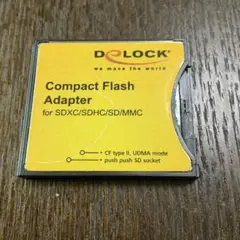 DeLOCK
we move the world
Compact Flash
Adapter
for SDXC/SDHC/SD/MMC
CF type II, UDMA mode
push push SD socket